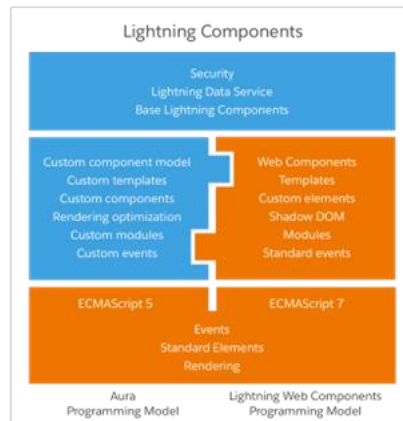 Lightning Components
Security
Lightning Data Service
Base Lightning Components
Custom component model
Custom templates
Custom components
Rendering optimization
Custom modules
Custom events
Web Components
Templates
Custom elements
Shadow DOM
Modules
Standard events
ECMAScript 5
ECMAScript 7
Events
Standard Elements
Rendering
Aura
Programming Model
Lightning Web Components
Programming Model